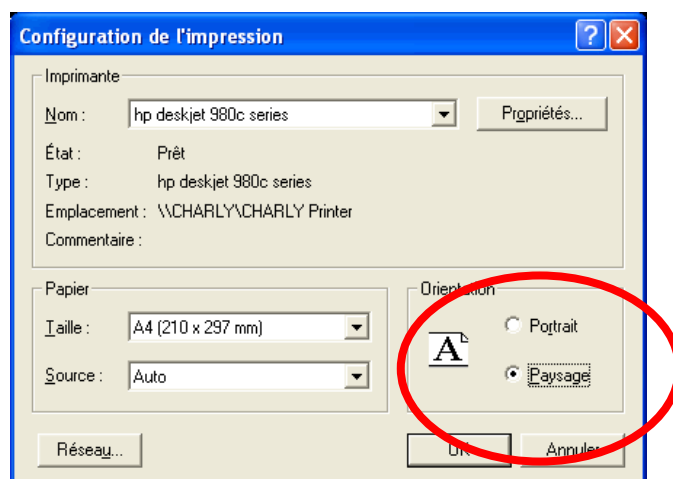 Configuration de l'impression
Imprimante
Nom : hp deskjet 980c series Propriétés...
État : Prêt
Type : hp deskjet 980c series
Emplacement : \\CHARLY\CHARLY Printer
Commentaire :
Papier
Taille : A4 (210 x 297 mm)
Source : Auto
Orientation
A
Portrait
Paysage
Réseau... OK Annuler